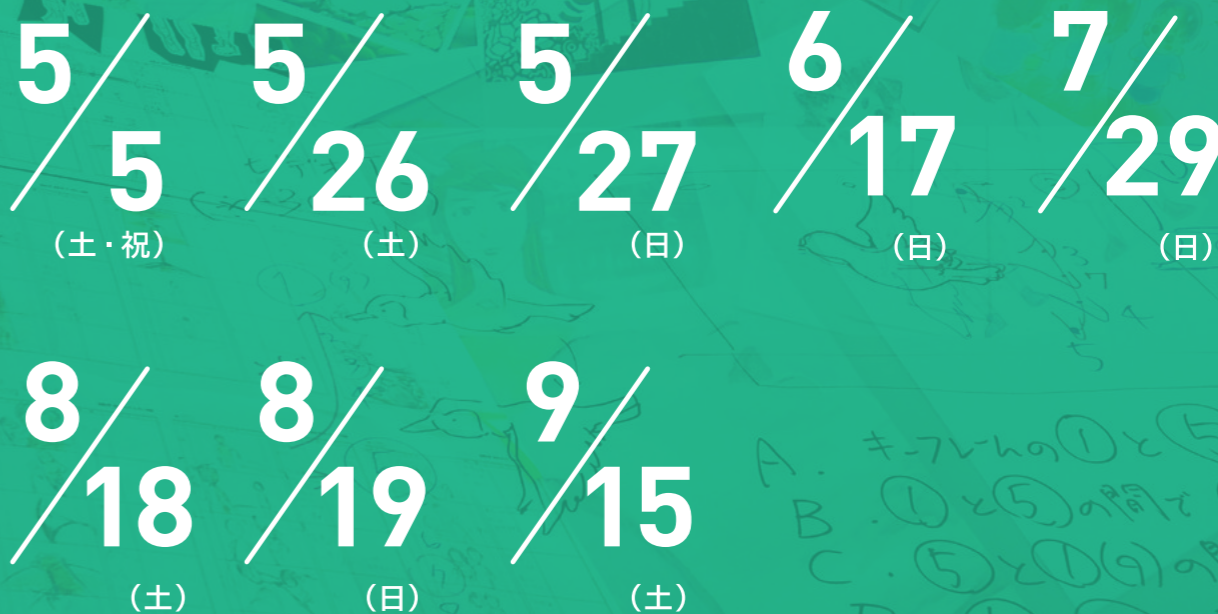 5/5 5/26 5/27 6/17 7/29
(土・祝) (土) (日) (日) (日)
8/18 8/19 9/15
(土) (日) (土)
A. キーフレームの①と⑤
B. ①と⑤の間で
C. ⑤と①(9)の